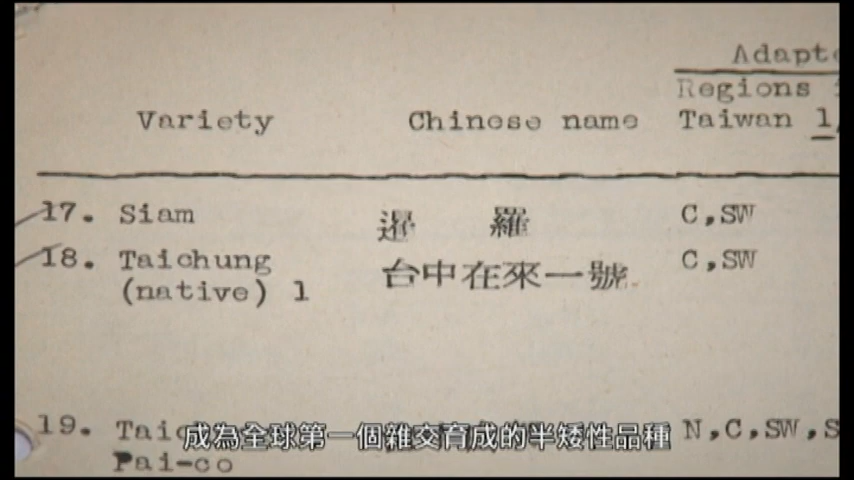 Adapte
Regions
Variety Chinese name Taiwan 1
17. Siam 暹羅 C,SW
18. Taichung 台中在來一號 C,SW
(native) 1
19. Tai N,C,SW,S
Pai-co
成為全球第一個雜交育成的半矮性品種